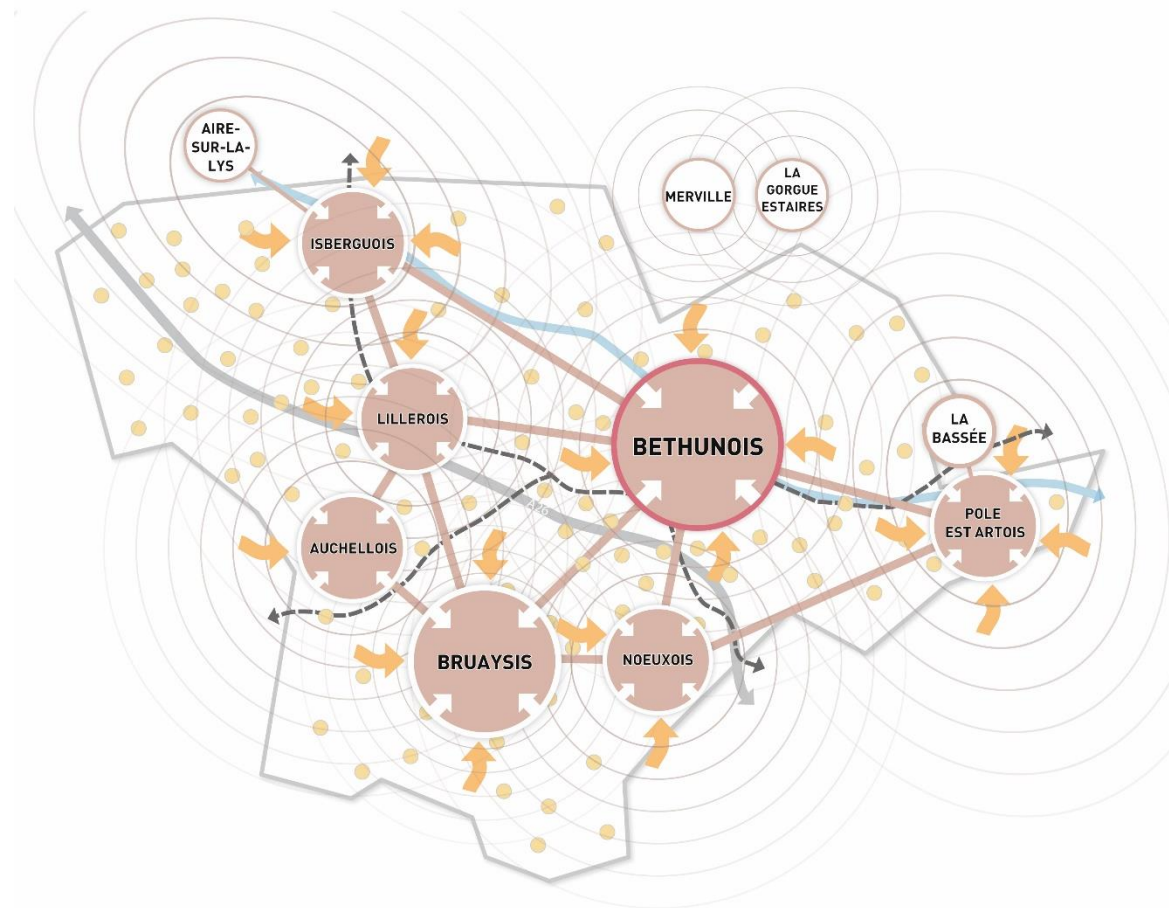 AIRE-
SUR-LA-
LYS
MERVILLE
LA
GORGUE
ESTAIRES
ISBERGUOIS
LILLEROIS
BETHUNOIS
LA
BASSÉE
A26
POLE
EST ARTOIS
AUCHELLOIS
BRUAYSIS
NOEUXOIS